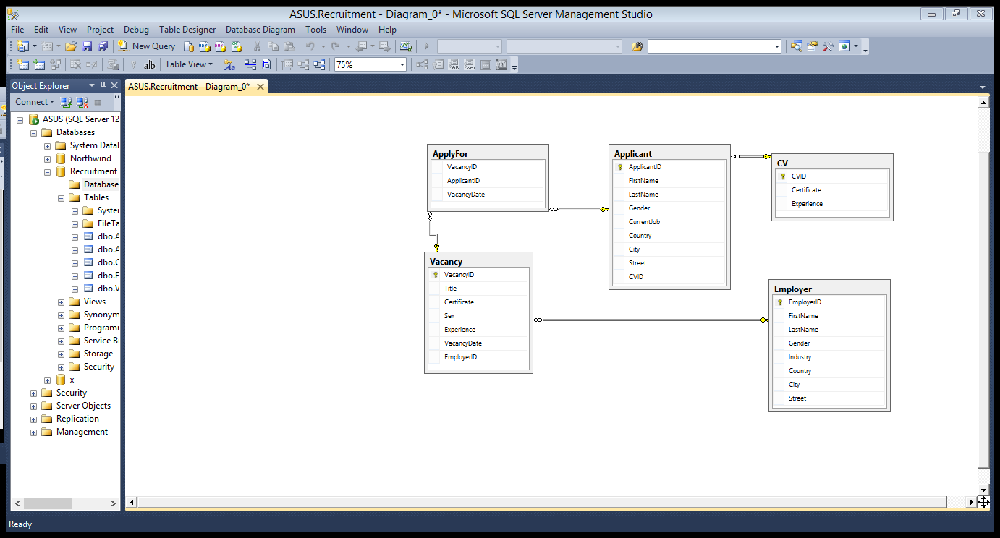 ASUS.Recruitment - Diagram_0* - Microsoft SQL Server Management Studio
File Edit View Project Debug Table Designer Database Diagram Tools Window Help
New Query
ab| Table View 75%
Object Explorer
Connect
ASUS (SQL Server 12
Databases
System Datab
Northwind
Recruitment
Database
Tables
System
FileTa
dbo.A
dbo.A
dbo.C
dbo.E
dbo.V
Views
Synonym
Programm
Service Br
Storage
Security
x
Security
Server Objects
Replication
Management
ASUS.Recruitment - Diagram_0*
ApplyFor
VacancyID
ApplicantID
VacancyDate
Applicant
ApplicantID
FirstName
LastName
Gender
CurrentJob
Country
City
Street
CVID
CV
CVID
Certificate
Experience
Vacancy
VacancyID
Title
Certificate
Sex
Experience
VacancyDate
EmployerID
Employer
EmployerID
FirstName
LastName
Gender
Industry
Country
City
Street
Ready